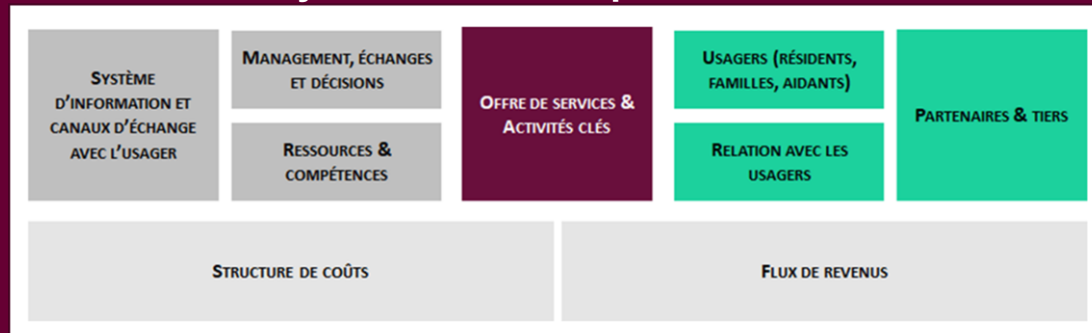 SYSTÈME
D'INFORMATION ET
CANAUX D'ÉCHANGE
AVEC L'USAGER
MANAGEMENT, ÉCHANGES
ET DÉCISIONS
RESSOURCES &
COMPÉTENCES
OFFRE DE SERVICES &
ACTIVITÉS CLÉS
USAGERS (RÉSIDENTS,
FAMILLES, AIDANTS)
RELATION AVEC LES
USAGERS
PARTENAIRES & TIERS
STRUCTURE DE COÛTS
FLUX DE REVENUS